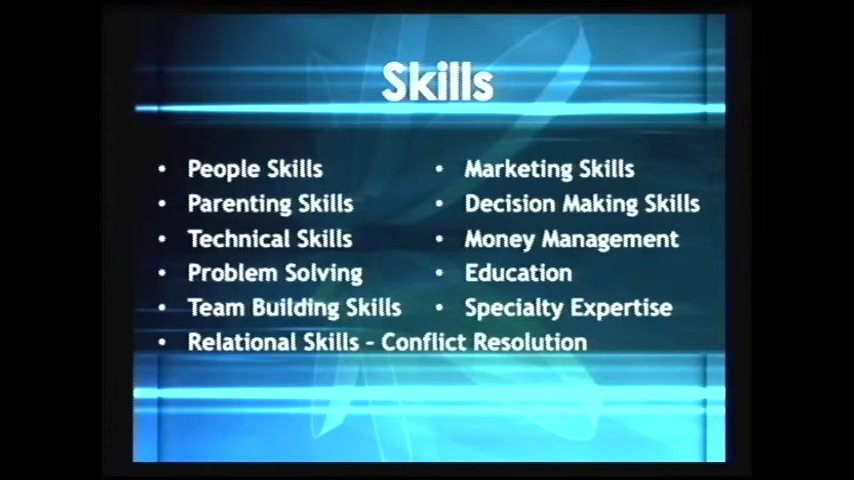 Skills
• People Skills
• Parenting Skills
• Technical Skills
• Problem Solving
• Team Building Skills
• Relational Skills – Conflict Resolution
• Marketing Skills
• Decision Making Skills
• Money Management
• Education
• Specialty Expertise